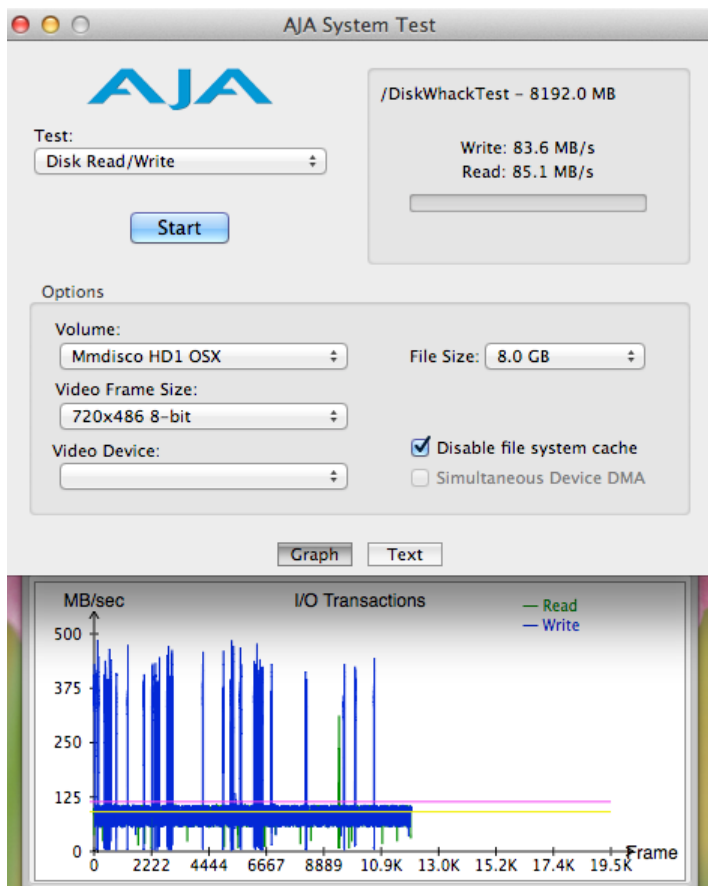 AJA System Test
AJA
/DiskWhackTest - 8192.0 MB
Test:
Disk Read/Write
Write: 83.6 MB/s
Read: 85.1 MB/s
Start
Options
Volume:
Mmdisco HD1 OSX
File Size: 8.0 GB
Video Frame Size:
720x486 8-bit
Video Device:
Disable file system cache
Simultaneous Device DMA
Graph Text
MB/sec I/O Transactions
Read
Write
500
375
250
125
0
0 2222 4444 6667 8889 10.9K 13.0K 15.2K 17.4K 19.5K Frame